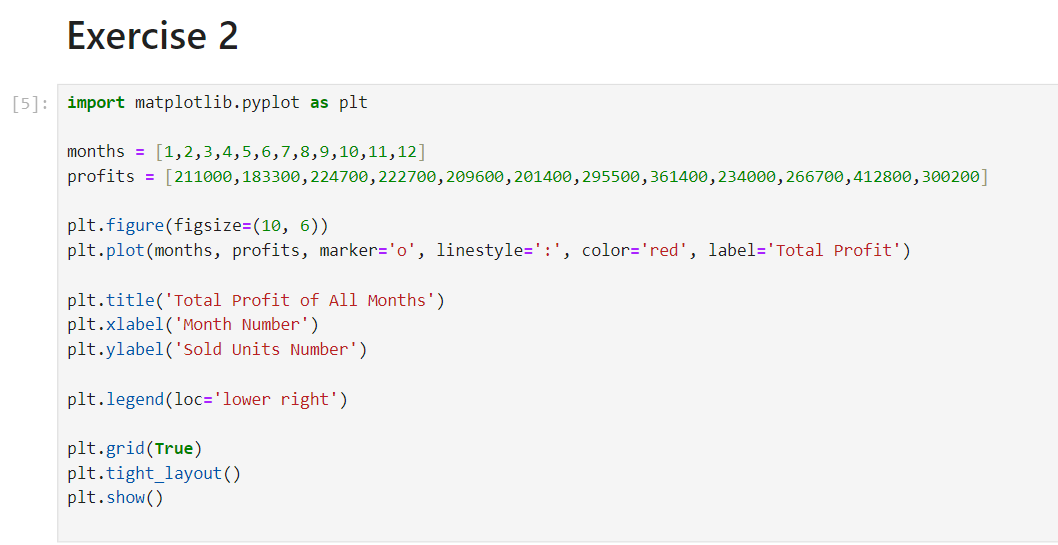 Exercise 2
[5]:
import matplotlib.pyplot as plt
months = [1,2,3,4,5,6,7,8,9,10,11,12]
profits = [211000,183300,224700,222700,209600,201400,295500,361400,234000,266700,412800,300200]
plt.figure(figsize=(10, 6))
plt.plot(months, profits, marker='o', linestyle=':', color='red', label='Total Profit')
plt.title('Total Profit of All Months')
plt.xlabel('Month Number')
plt.ylabel('Sold Units Number')
plt.legend(loc='lower right')
plt.grid(True)
plt.tight_layout()
plt.show()